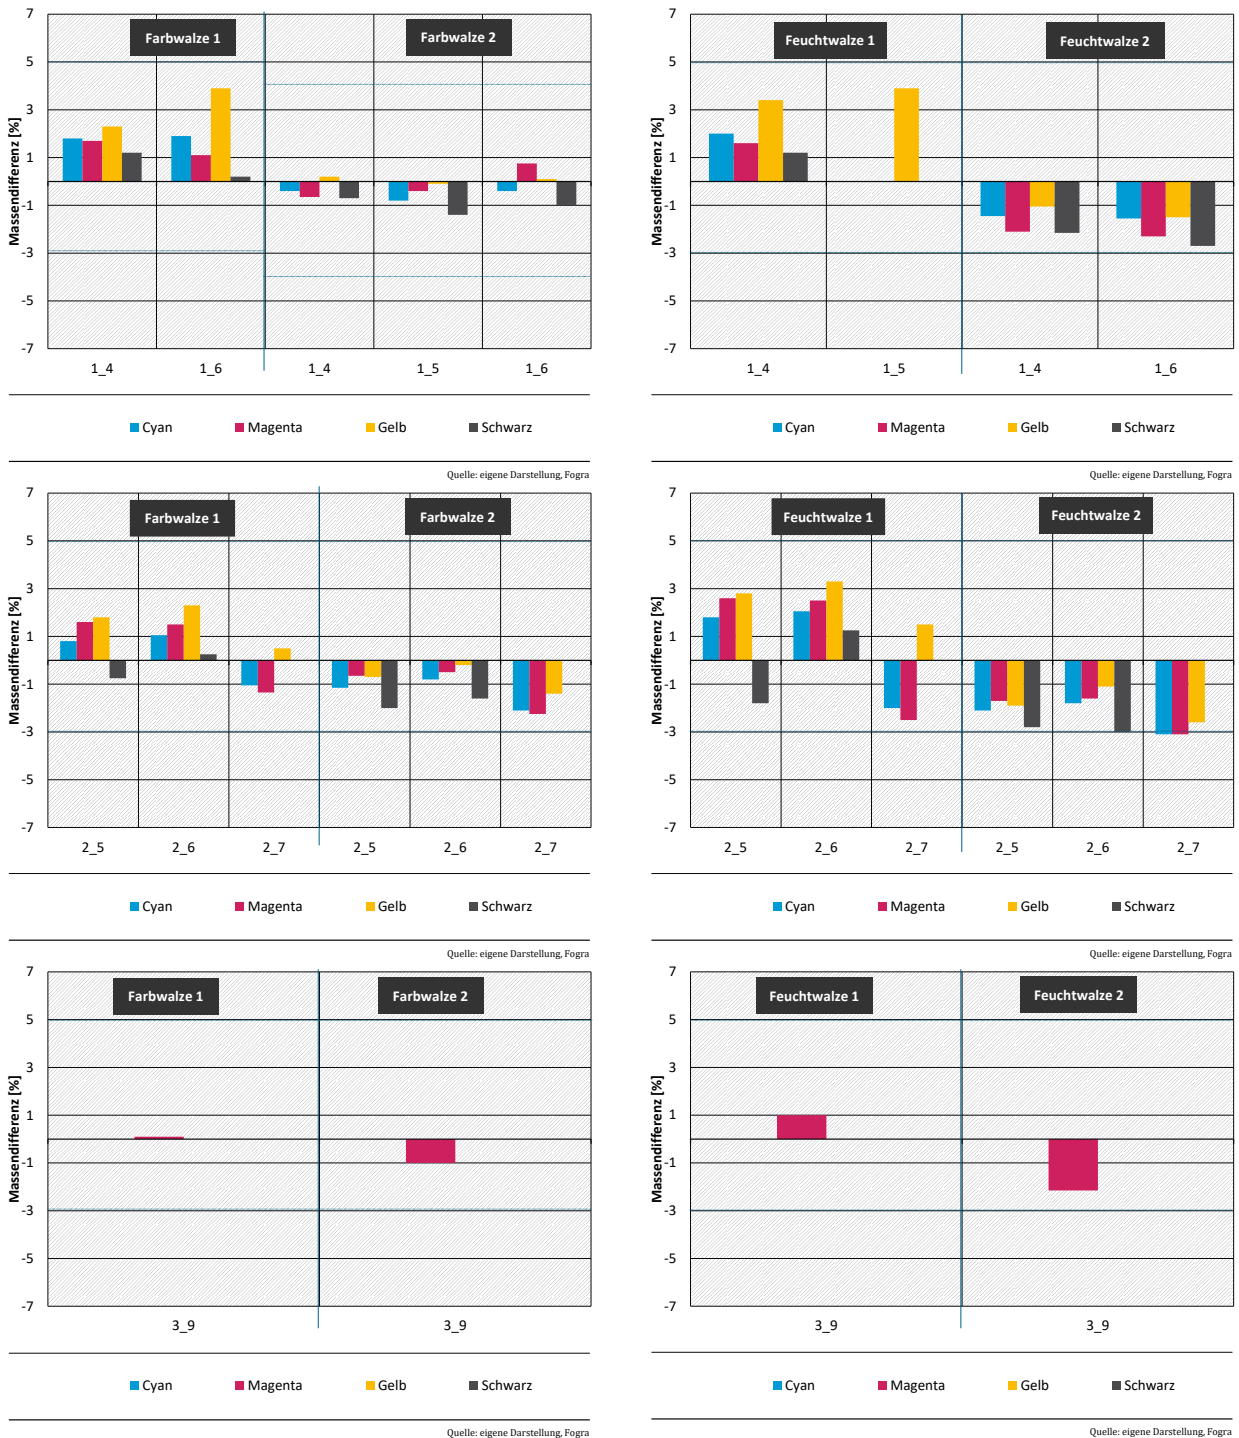 Farbwalze 1 Farbwalze 2
Massendifferenz [%]
7
5
3
1
-1
-3
-5
-7
1_4 1_6 1_4 1_5 1_6
Cyan Magenta Gelb Schwarz
Quelle: eigene Darstellung, Fogra
Feuchtwalze 1 Feuchtwalze 2
Massendifferenz [%]
7
5
3
1
-1
-3
-5
-7
1_4 1_5 1_4 1_6
Cyan Magenta Gelb Schwarz
Quelle: eigene Darstellung, Fogra
Farbwalze 1 Farbwalze 2
Massendifferenz [%]
7
5
3
1
-1
-3
-5
-7
2_5 2_6 2_7 2_5 2_6 2_7
Cyan Magenta Gelb Schwarz
Quelle: eigene Darstellung, Fogra
Feuchtwalze 1 Feuchtwalze 2
Massendifferenz [%]
7
5
3
1
-1
-3
-5
-7
2_5 2_6 2_7 2_5 2_6 2_7
Cyan Magenta Gelb Schwarz
Quelle: eigene Darstellung, Fogra
Farbwalze 1 Farbwalze 2
Massendifferenz [%]
7
5
3
1
-1
-3
-5
-7
3_9 3_9
Cyan Magenta Gelb Schwarz
Quelle: eigene Darstellung, Fogra
Feuchtwalze 1 Feuchtwalze 2
Massendifferenz [%]
7
5
3
1
-1
-3
-5
-7
3_9 3_9
Cyan Magenta Gelb Schwarz
Quelle: eigene Darstellung, Fogra